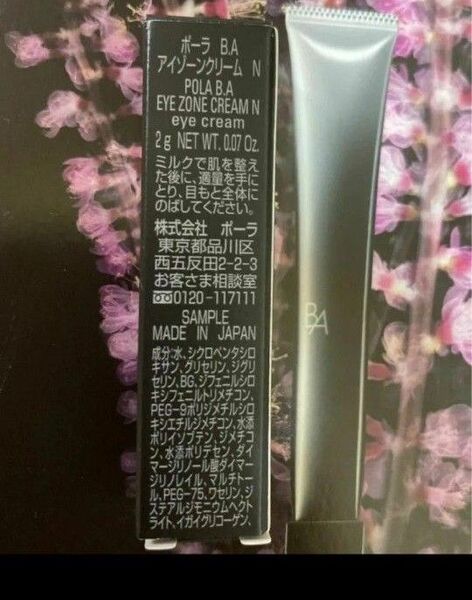 ポーラ B.A
アイゾーンクリーム N
POLA B.A
EYE ZONE CREAM N
eye cream
2g NET WT. 0.07 Oz.
ミルクで肌を整え
た後に、適量を手に
とり、目もと全体に
のばしてください。
株式会社 ポーラ
東京都品川区
西五反田2-2-3
お客さま相談室
0120-117111
SAMPLE
MADE IN JAPAN
成分:水、シクロペンタシロ
キサン、グリセリン、ジグリ
セリン、BG、ジフェニルシロ
キシフェニルトリメチコン、
PEG-9ポリジメチルシロ
キシエチルジメチコン、水添
ポリイソブテン、ジメチコ
ン、水添ポリデセン、ダイ
マージリノール酸ダイマー
ジリノレイル、マルチトー
ル、PEG-75、ワセリン、ジ
ステアルジモニウムヘクト
ライト、イガイグリコーゲン、
BA